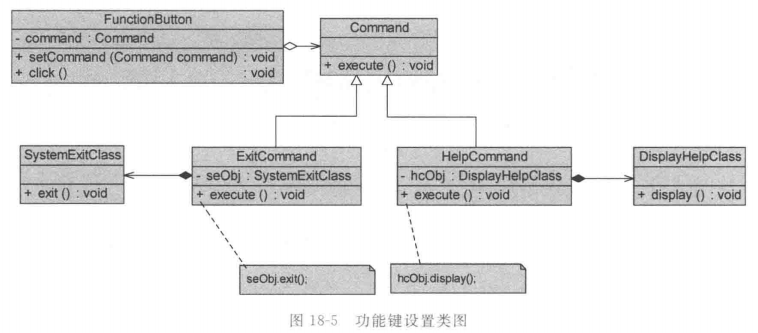 FunctionButton
- command : Command
+ setCommand (Command command) : void
+ click () : void
Command
+ execute () : void
SystemExitClass
+ exit () : void
ExitCommand
- seObj : SystemExitClass
+ execute () : void
HelpCommand
- hcObj : DisplayHelpClass
+ execute () : void
DisplayHelpClass
+ display () : void
seObj.exit();
hcObj.display();
图 18-5 功能键设置类图